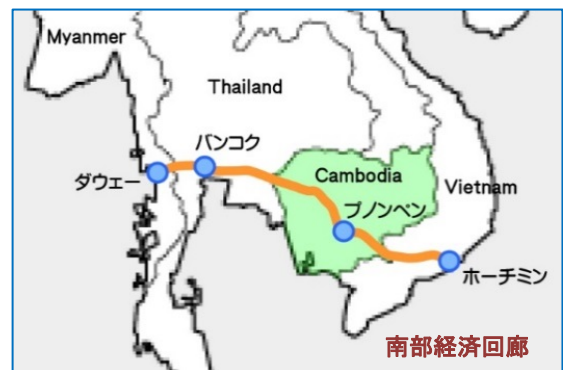 Myanmer
Thailand
バンコク
ダウェー
Cambodia
Vietnam
プノンペン
ホーチミン
南部経済回廊